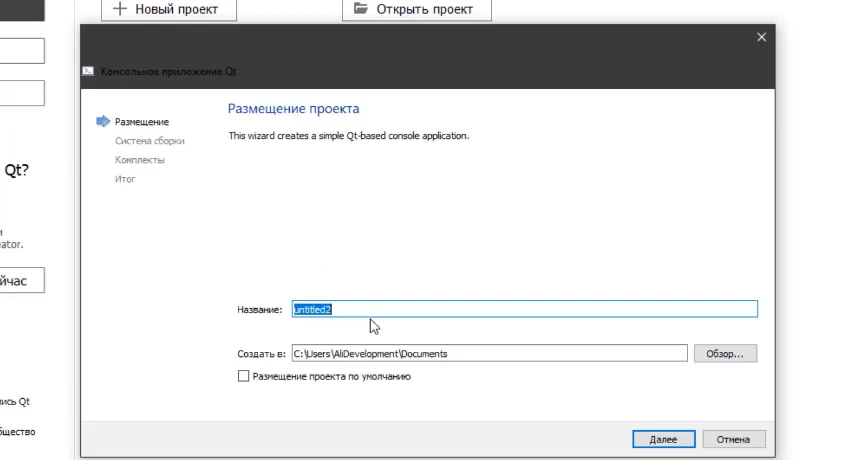 Новый проект
Открыть проект
Консольное приложение Qt
Размещение
Система сборки
Комплекты
Итог
Размещение проекта
This wizard creates a simple Qt-based console application.
Название: untitled2
Создать в: C:\Users\AliDevelopment\Documents Обзор...
Размещение проекта по умолчанию
Далее Отмена
Qt?
ator.
йчас
ись Qt
бщество